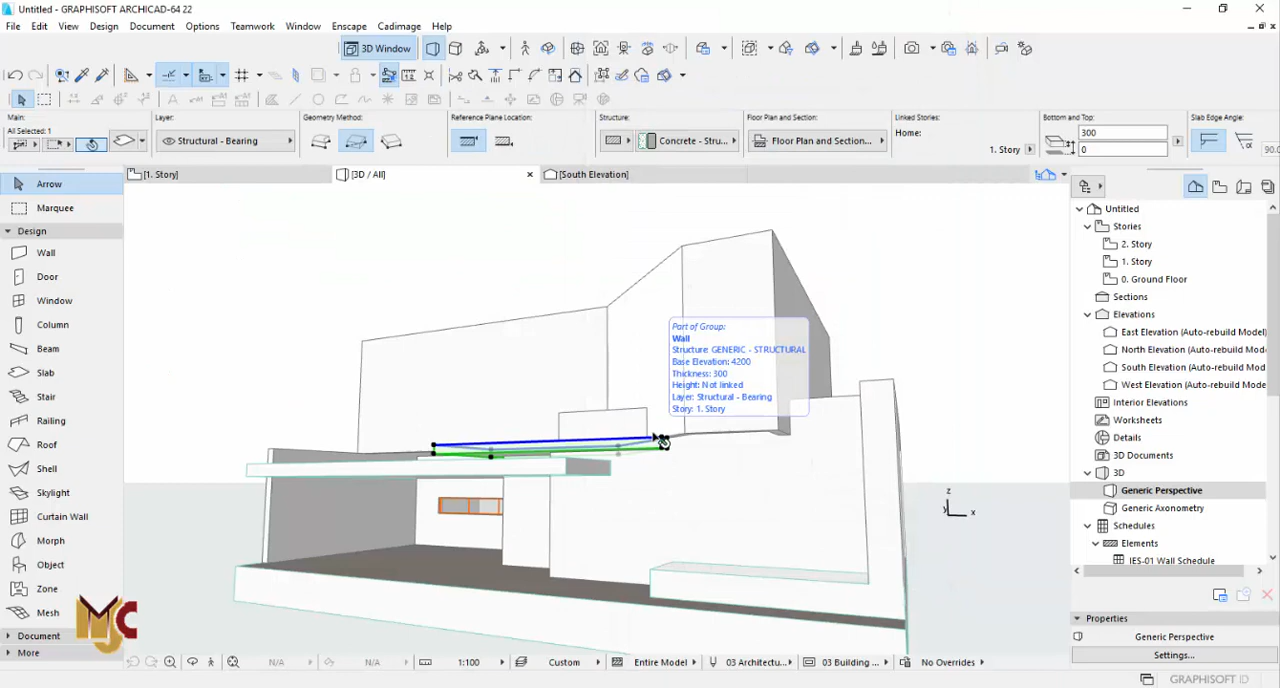 Untitled - GRAPHISOFT ARCHICAD-64 22
File Edit View Design Document Options Teamwork Window Enscape Cadimage Help
3D Window
Main:
All Selected: 1
Layer:
Structural - Bearing
Geometry Method:
Reference Plane Location:
Structure:
Concrete - Stru...
Floor Plan and Section:
Floor Plan and Section...
Linked Stories:
Home:
1. Story
Bottom and Top:
300
0
Slab Edge Angle:
90.0
[1. Story]
[3D / All]
[South Elevation]
Arrow
Marquee
Design
Wall
Door
Window
Column
Beam
Slab
Stair
Railing
Roof
Shell
Skylight
Curtain Wall
Morph
Object
Zone
Mesh
Document
More
MJC
Part of Group:
Wall
Structure: GENERIC - STRUCTURAL
Base Elevation: 4200
Thickness: 300
Height: Not linked
Layer: Structural - Bearing
Story: 1. Story
z
y x
Untitled
Stories
2. Story
1. Story
0. Ground Floor
Sections
Elevations
East Elevation (Auto-rebuild Model)
North Elevation (Auto-rebuild Model)
South Elevation (Auto-rebuild Model)
West Elevation (Auto-rebuild Mode
Interior Elevations
Worksheets
Details
3D Documents
3D
Generic Perspective
Generic Axonometry
Schedules
Elements
IES-01 Wall Schedule
Properties
Generic Perspective
Settings...
N/A
N/A
1:100
Custom
Entire Model
03 Architectu...
03 Building ...
No Overrides
GRAPHISOFT ID